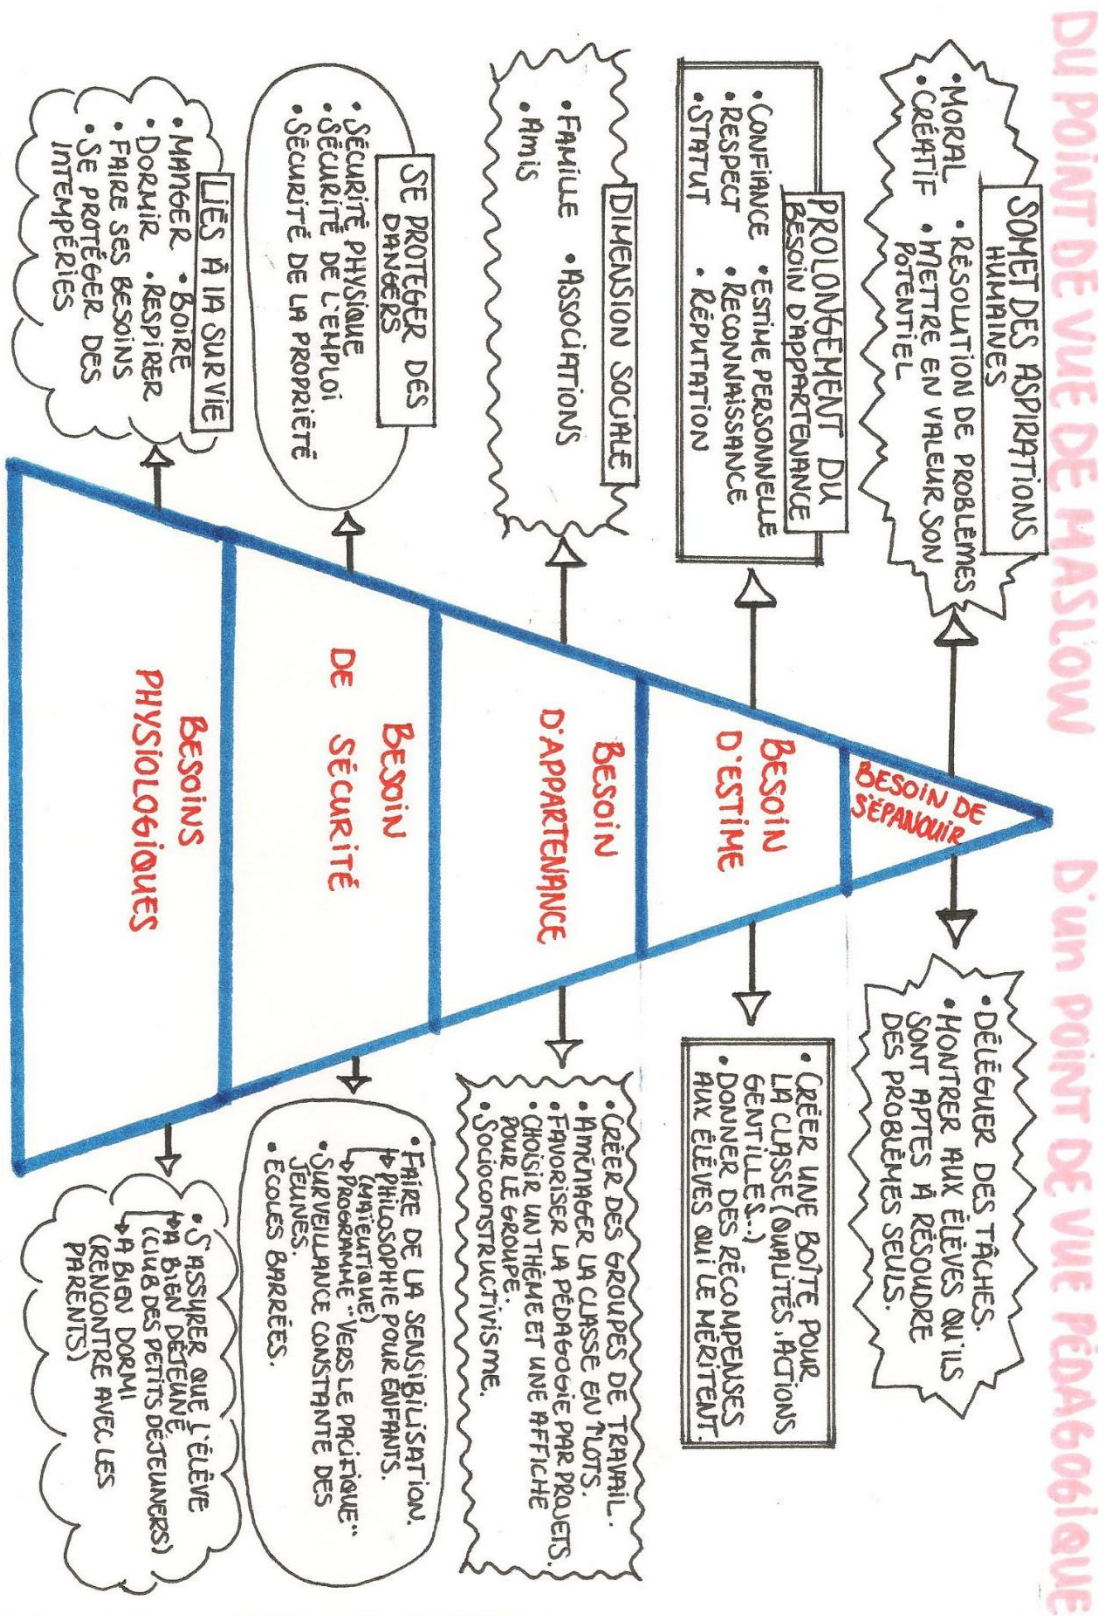 DU POINT DE VUE DE MASLOW
D'un POINT DE VUE PÉDAGOGIQUE
SOMET DES ASPIRATIONS
HUMAINES
• MORAL • RÉSOLUTION DE PROBLÈMES
• CRÉATIF • METTRE EN VALEUR SON
POTENTIEL
BESOIN DE
S'ÉPANOUIR
• DÉLÉGUER DES TÂCHES.
• MONTRER AUX ÉLÈVES QU'ILS
SONT APTES À RÉSOUDRE
DES PROBLÈMES SEULS.
PROLONGEMENT DU
BESOIN D'APPARTENANCE
• CONFIANCE • ESTIME PERSONNELLE
• RESPECT • RECONNAISSANCE
• STATUT • RÉPUTATION
BESOIN
D'ESTIME
• CRÉER UNE BOÎTE POUR
LA CLASSE (QUALITÉS, ACTIONS
GENTILLES...)
• DONNER DES RÉCOMPENSES
AUX ÉLÈVES QUI LE MÉRITENT.
DIMENSION SOCIALE
• FAMILLE • ASSOCIATIONS
• Amis
BESOIN
D'APPARTENANCE
• CRÉER DES GROUPES DE TRAVAIL.
• AMÉNAGER LA CLASSE EN ÎLOTS.
• FAVORISER LA PÉDAGOGIE PAR PROJETS.
• CHOISIR UN THÈME ET UNE AFFICHE
POUR LE GROUPE.
• SOCIOCONSTRUCTIVISME.
SE PROTEGER DES
DANGERS
• SÉCURITÉ PHYSIQUE
• SÉCURITÉ DE L'EMPLOI
• SÉCURITÉ DE LA PROPRIÉTÉ
BESOIN
DE SÉCURITÉ
• FAIRE DE LA SENSIBILISATION.
↳ PHILOSOPHIE POUR ENFANTS.
(MAÏEUTIQUE)
↳ PROGRAMME "VERS LE PACIFIQUE"
• SURVEILLANCE CONSTANTE DES
JEUNES.
• ECOLES BARRÉES.
LIÉS À LA SURVIE
• MANGER • BOIRE
• DORMIR • RESPIRER
• FAIRE SES BESOINS
• SE PROTÉGER DES
INTEMPÉRIES
BESOINS
PHYSIOLOGIQUES
• S'ASSURER QUE L'ÉLÈVE
↳ A BIEN DÉJEUNÉ
(CLUB DES PETITS DÉJEUNERS)
↳ A BIEN DORMI
(RENCONTRE AVEC LES
PARENTS)